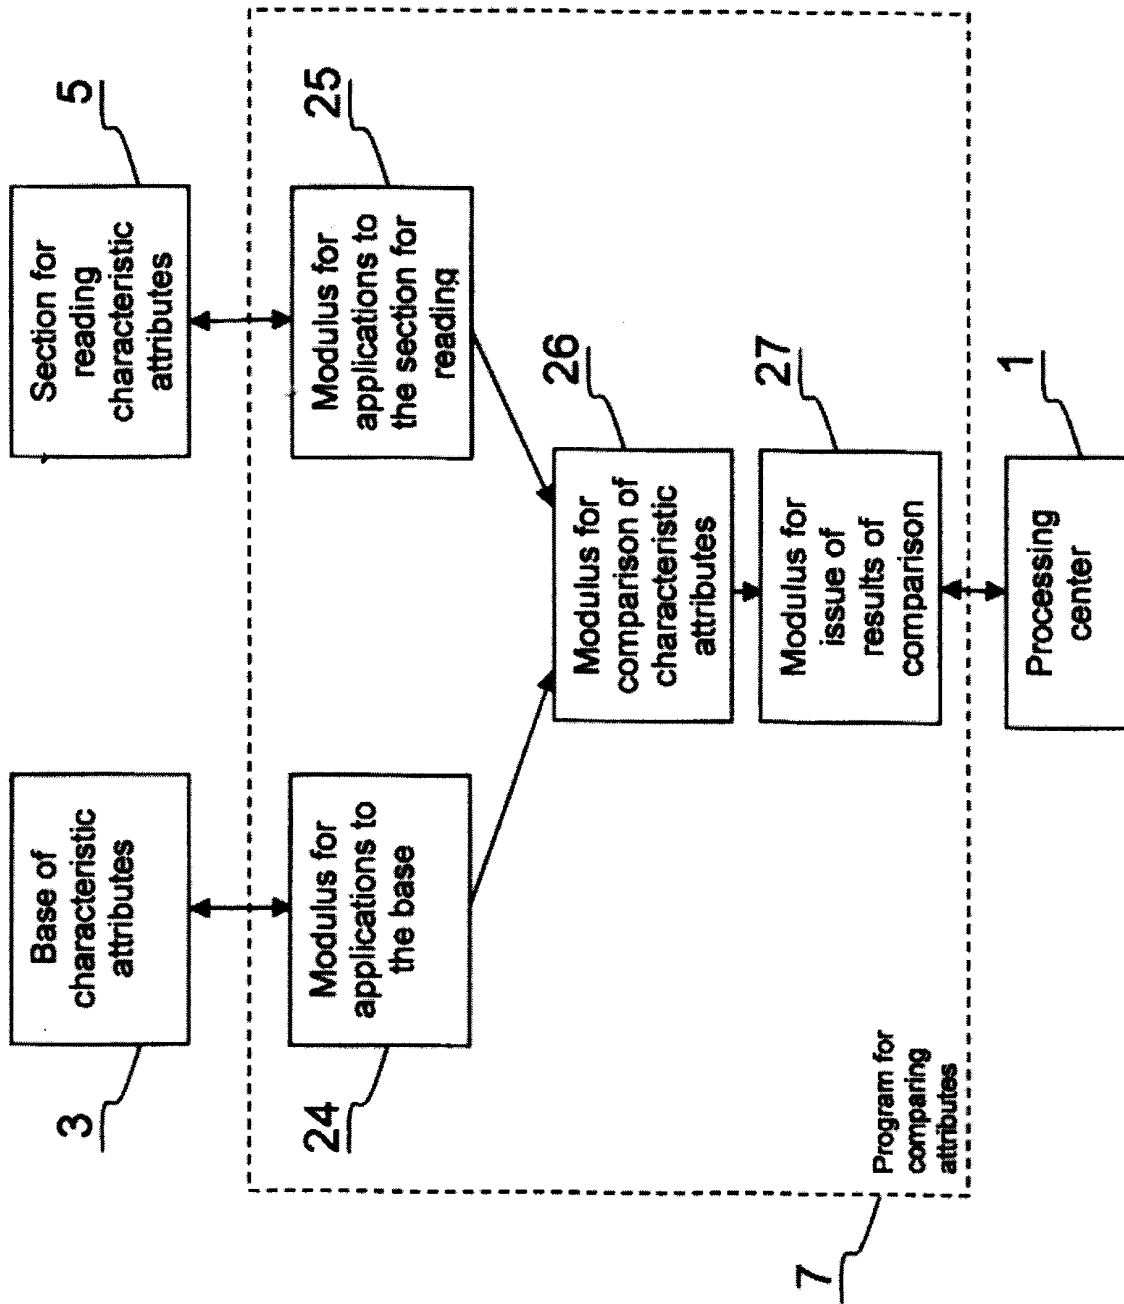 3
Base of
characteristic
attributes
Section for
reading
characteristic
attributes
5
24
Modulus for
applications to
the base
Modulus for
applications to
the section for
reading
25
Modulus for
comparison of
characteristic
attributes
26
Modulus for
issue of
results of
comparison
27
7
Program for
comparing
attributes
Processing
center
1